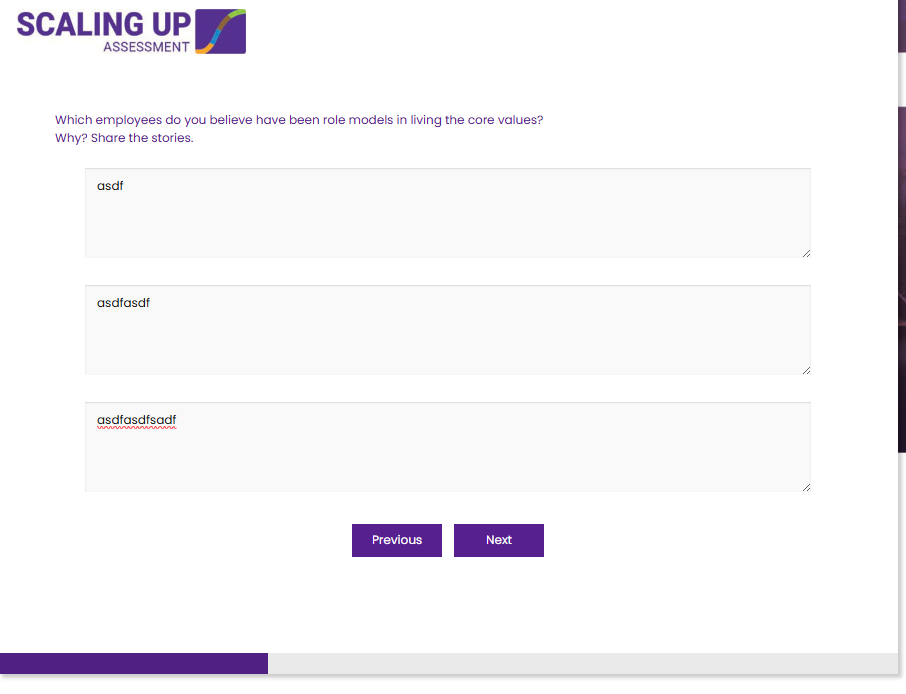 SCALING UP
ASSESSMENT
Which employees do you believe have been role models in living the core values?
Why? Share the stories.
asdf
asdfasdf
asdfasdfsadf
Previous Next